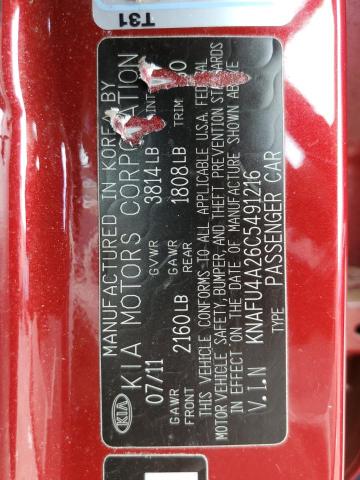 T31
KIA
MANUFACTURED IN KOREA BY
KIA MOTORS CORPORATION
07/11 GVWR 3814LB
GAWR FRONT 2160LB GAWR REAR 1808LB TRIM
THIS VEHICLE CONFORMS TO ALL APPLICABLE U.S.A. FEDERAL
MOTOR VEHICLE SAFETY, BUMPER, AND THEFT PREVENTION STANDARDS
IN EFFECT ON THE DATE OF MANUFACTURE SHOWN ABOVE
V.I.N KNAFU4A26C5491216
TYPE PASSENGER CAR